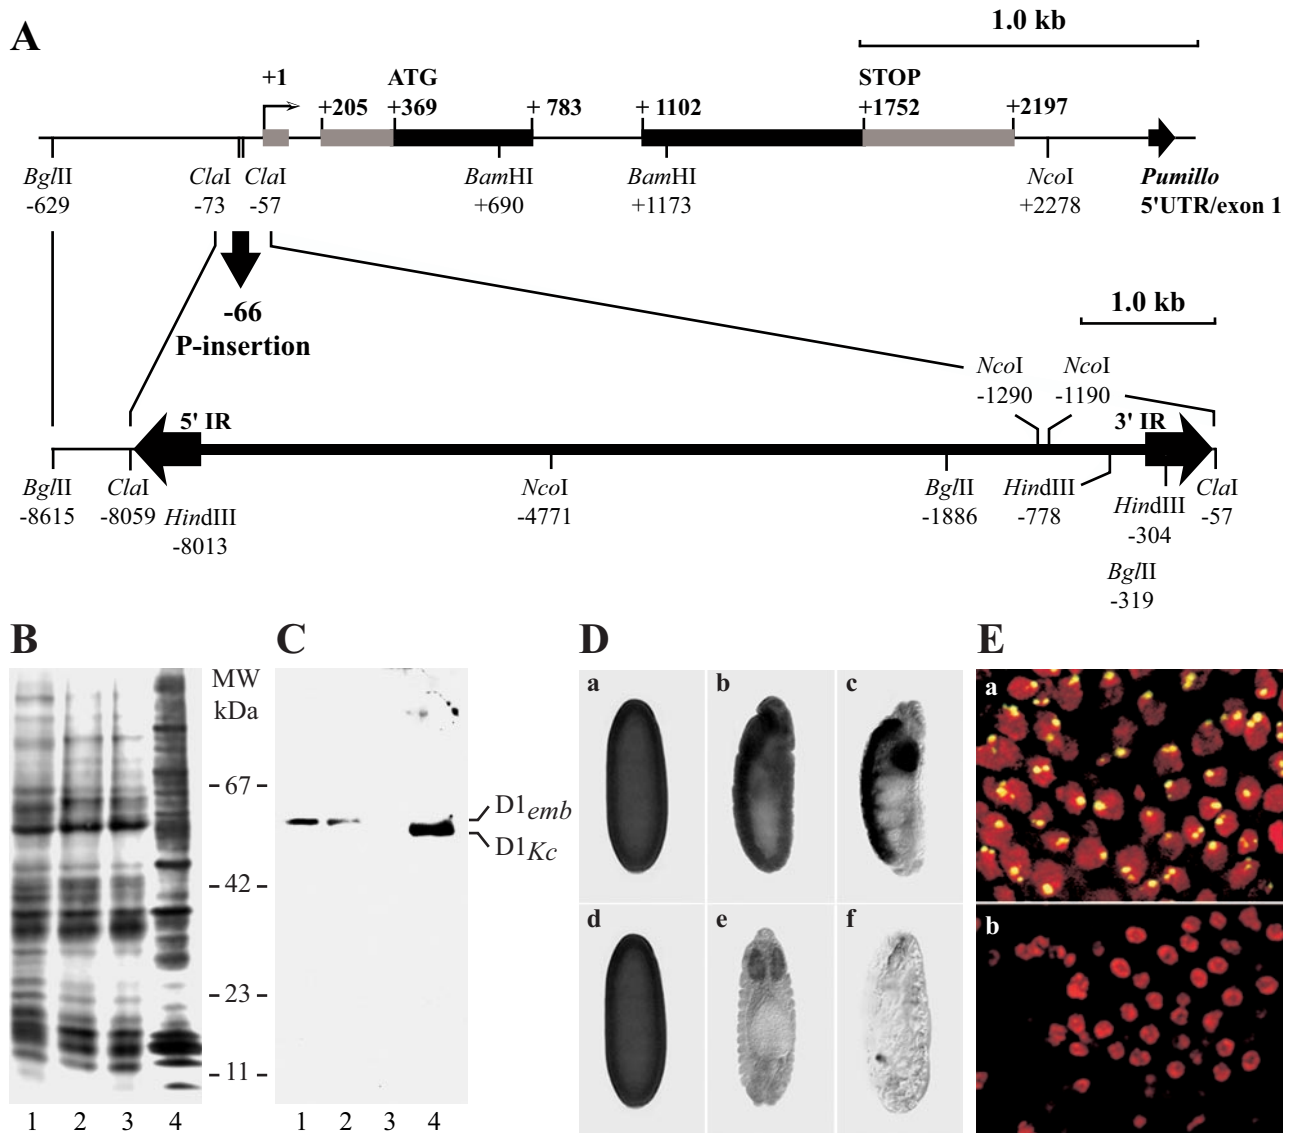 A
1.0 kb
+1 ATG STOP
+205 +369 + 783 + 1102 +1752 +2197
BglII ClaI ClaI BamHI BamHI NcoI Pumillo
-629 -73 -57 +690 +1173 +2278 5'UTR/exon 1
-66
P-insertion
1.0 kb
NcoI NcoI
-1290 -1190
5' IR 3' IR
BglII ClaI NcoI BglII HindIII ClaI
-8615 -8059 HindIII -4771 -1886 -778 HindIII -57
-8013 -304
BglII
-319
B C D E
MW
kDa
- 67 -
- 42 -
- 23 -
- 11 -
1 2 3 4
D1emb
D1Kc
1 2 3 4
a b c
d e f
a
b